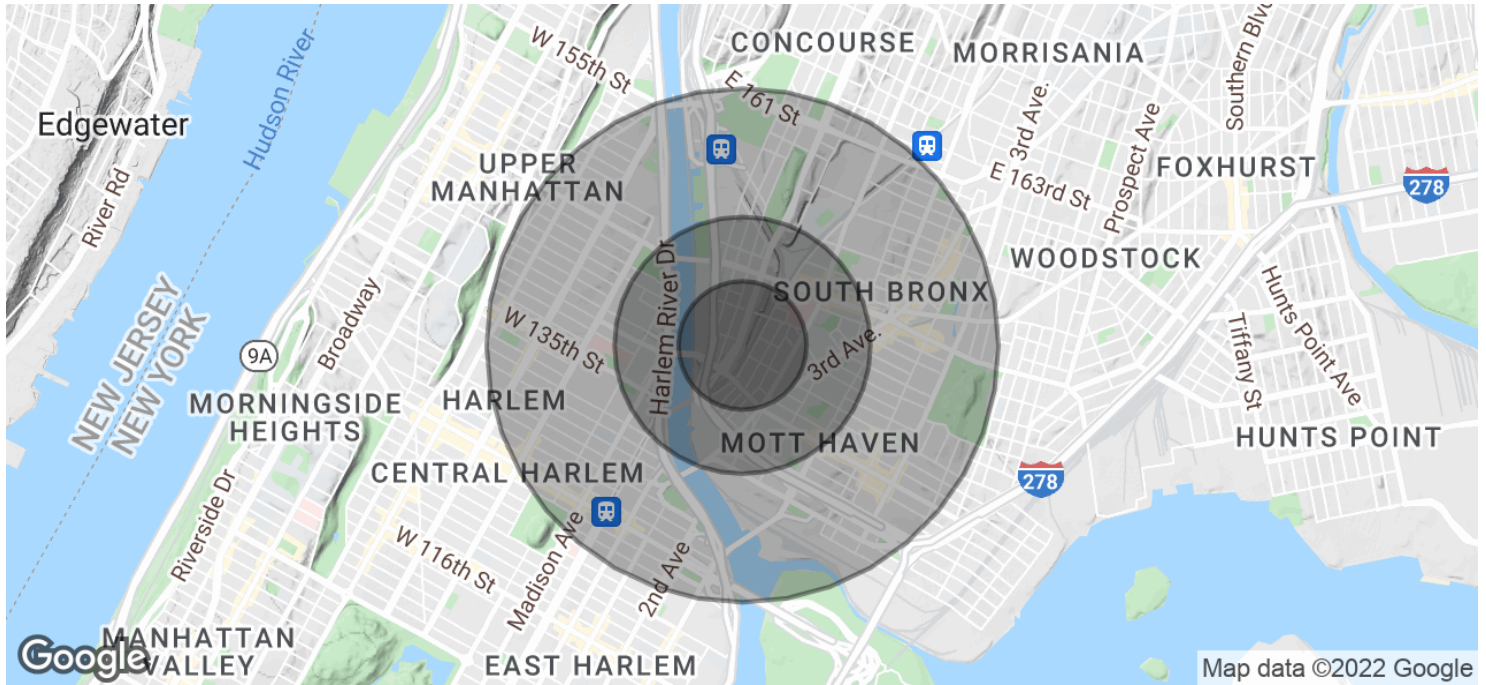 CONCOURSE
MORRISANIA
Southern Blvd
W 155th St
E 161 St
3rd Ave.
Hudson River
Edgewater
UPPER
MANHATTAN
Prospect Ave
FOXHURST
E 163rd St
278
River Rd
WOODSTOCK
Harlem River Dr
SOUTH BRONX
Hunts Point Ave
NEW JERSEY
NEW YORK
Broadway
W 135th St
3rd Ave.
Tiffany St
9A
MORNINGSIDE
HEIGHTS
HARLEM
MOTT HAVEN
HUNTS POINT
CENTRAL HARLEM
278
Riverside Dr
W 116th St
Madison Ave
2nd Ave
MANHATTAN
VALLEY
Google
EAST HARLEM
Map data ©2022 Google